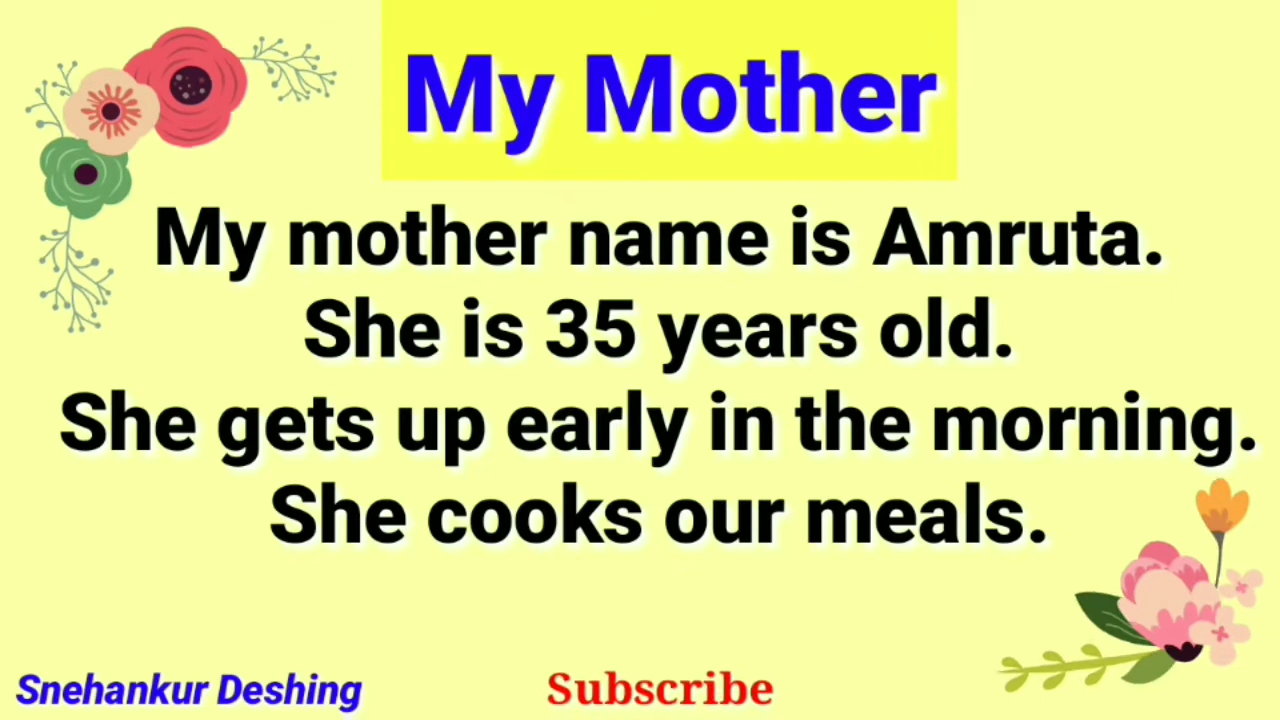 My Mother
My mother name is Amruta.
She is 35 years old.
She gets up early in the morning.
She cooks our meals.
Snehankur Deshing
Subscribe